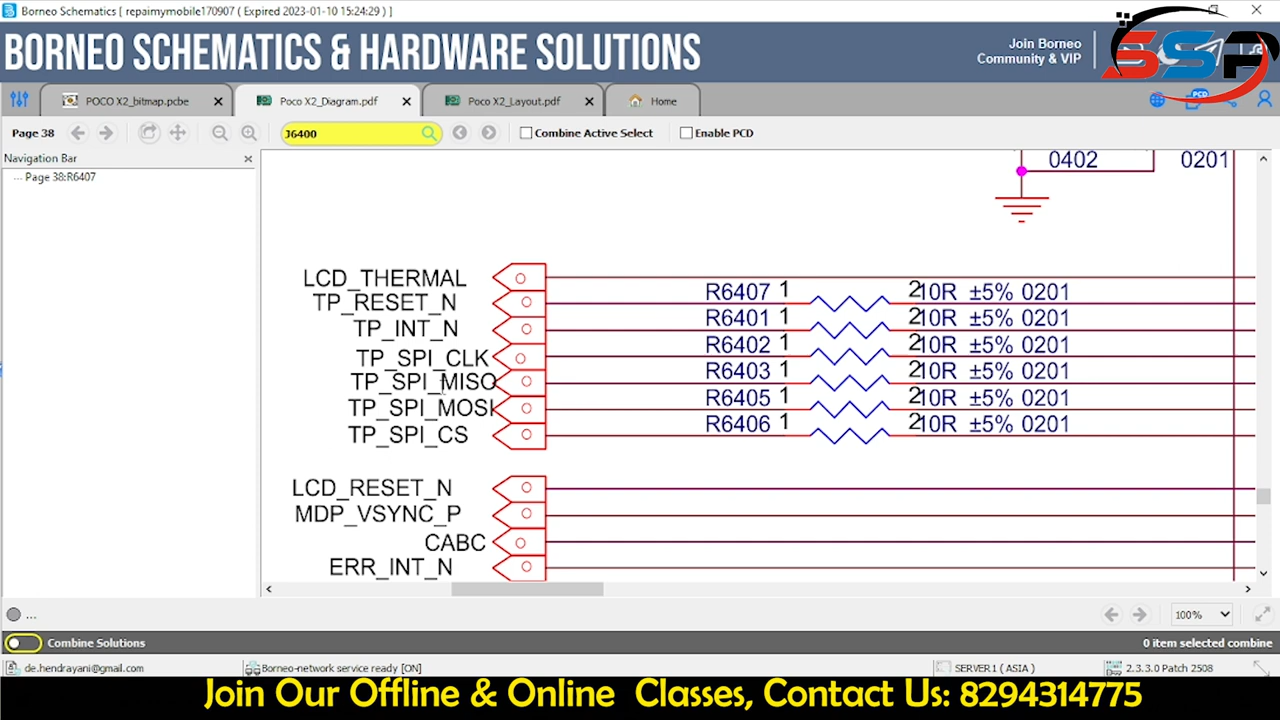 Borneo Schematics [ repaimymobile170907 ( Expired 2023-01-10 15:24:29 ) ]
BORNEO SCHEMATICS & HARDWARE SOLUTIONS
Join Borneo
Community & VIP
SSP
POCO X2_bitmap.pcbe
Poco X2_Diagram.pdf
Poco X2_Layout.pdf
Home
PCD
Page 38
J6400
Combine Active Select
Enable PCD
Navigation Bar
Page 38:R6407
0402 0201
LCD_THERMAL
TP_RESET_N R6407 1 2 10R ±5% 0201
TP_INT_N R6401 1 2 10R ±5% 0201
TP_SPI_CLK R6402 1 2 10R ±5% 0201
TP_SPI_MISO R6403 1 2 10R ±5% 0201
TP_SPI_MOSI R6405 1 2 10R ±5% 0201
TP_SPI_CS R6406 1 2 10R ±5% 0201
LCD_RESET_N
MDP_VSYNC_P
CABC
ERR_INT_N
...
100%
Combine Solutions
0 item selected combine
de.hendrayani@gmail.com
Borneo-network service ready [ON]
SERVER1 ( ASIA )
2.3.3.0 Patch 2508
Join Our Offline & Online Classes, Contact Us: 8294314775